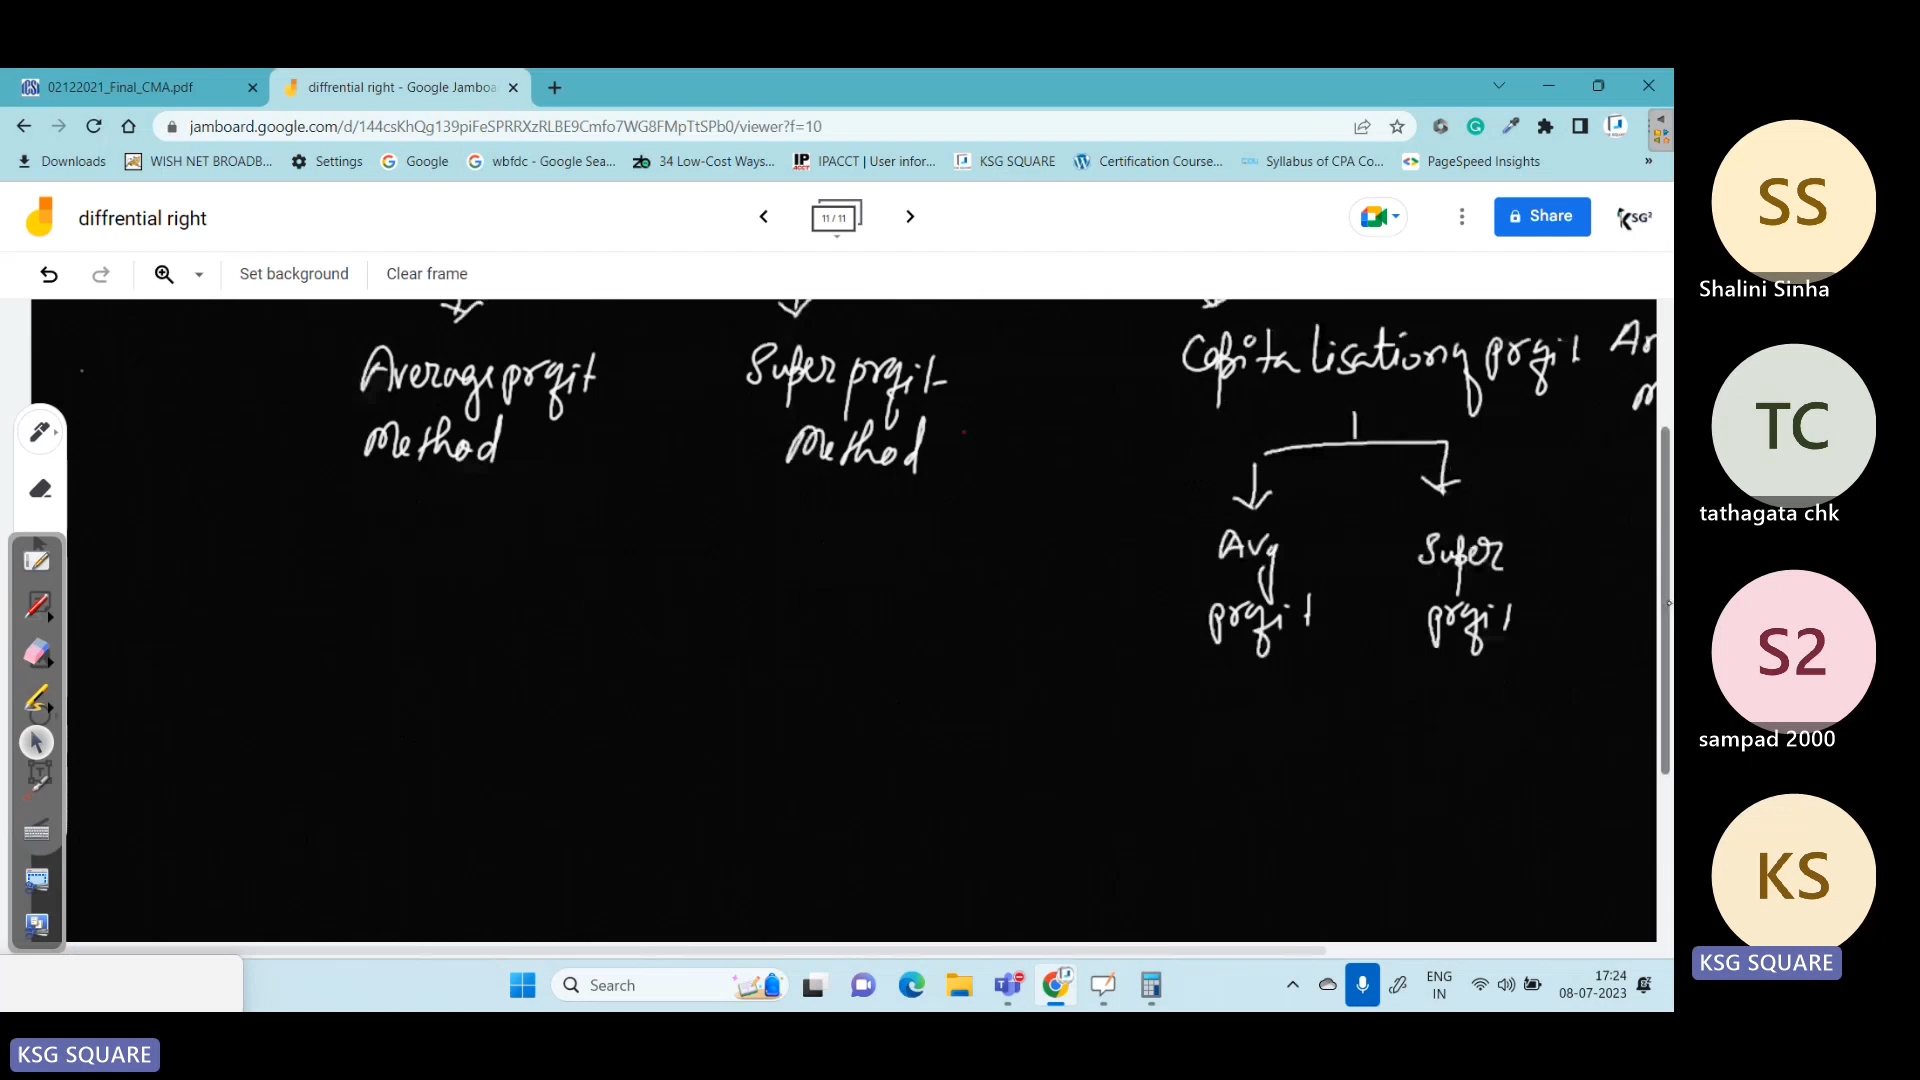 02122021_Final_CMA.pdf
diffrential right - Google Jamboa
jamboard.google.com/d/144csKhQg139piFeSPRRXzRLBE9Cmfo7WG8FMpTtSPb0/viewer?f=10
Downloads WISH NET BROADB... Settings Google wbfdc - Google Sea... 34 Low-Cost Ways... IPACCT | User infor... KSG SQUARE Certification Course... Syllabus of CPA Co... PageSpeed Insights »
diffrential right
11 / 11
Share
KSG²
Set background Clear frame
Average profit
Method
Super profit
Method
Capitalisation of profit
Avg
profit
Super
profit
SS
Shalini Sinha
TC
tathagata chk
S2
sampad 2000
KS
KSG SQUARE
Search
ENG
IN
17:24
08-07-2023
KSG SQUARE